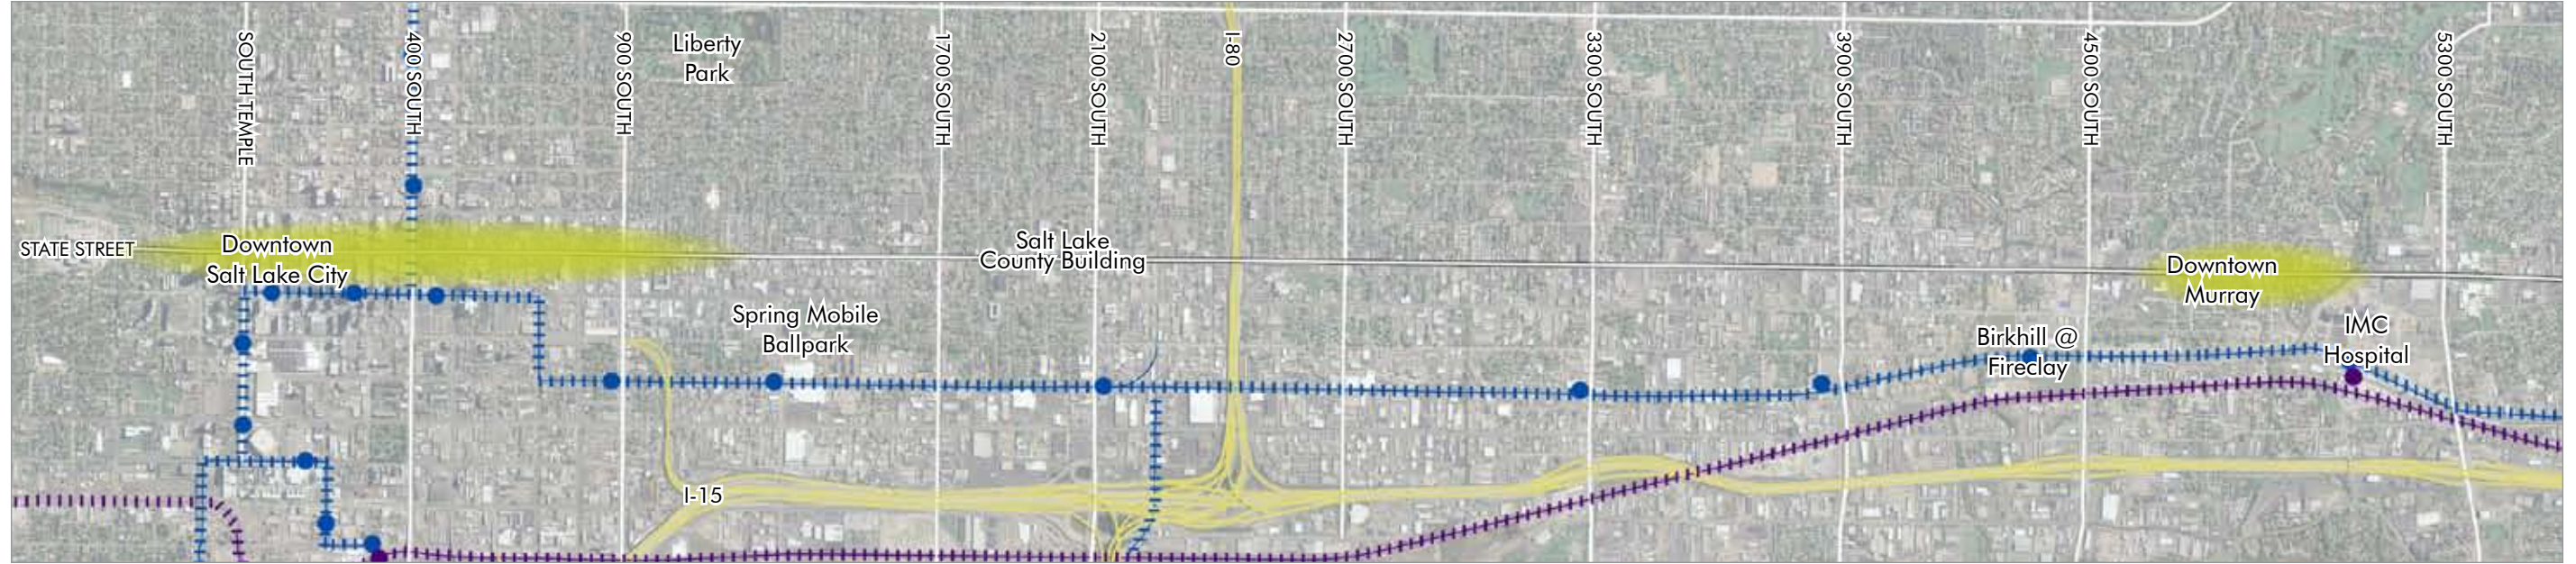 SOUTH TEMPLE
400 SOUTH
900 SOUTH
Liberty
Park
1700 SOUTH
2100 SOUTH
I-80
2700 SOUTH
3300 SOUTH
3900 SOUTH
4500 SOUTH
5300 SOUTH
STATE STREET
Downtown
Salt Lake City
Salt Lake
County Building
Downtown
Murray
Spring Mobile
Ballpark
Birkhill @
Fireclay
IMC
Hospital
I-15